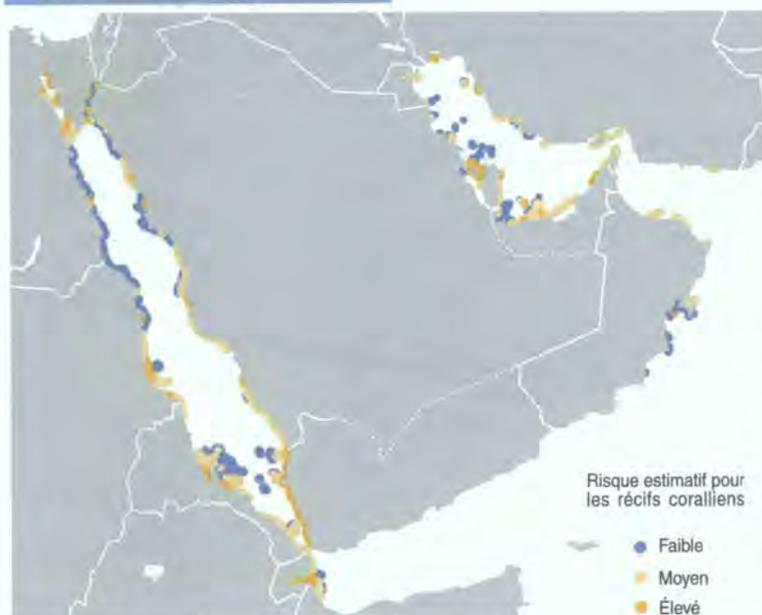 Risque estimatif pour
les récifs coralliens
Faible
Moyen
Élevé